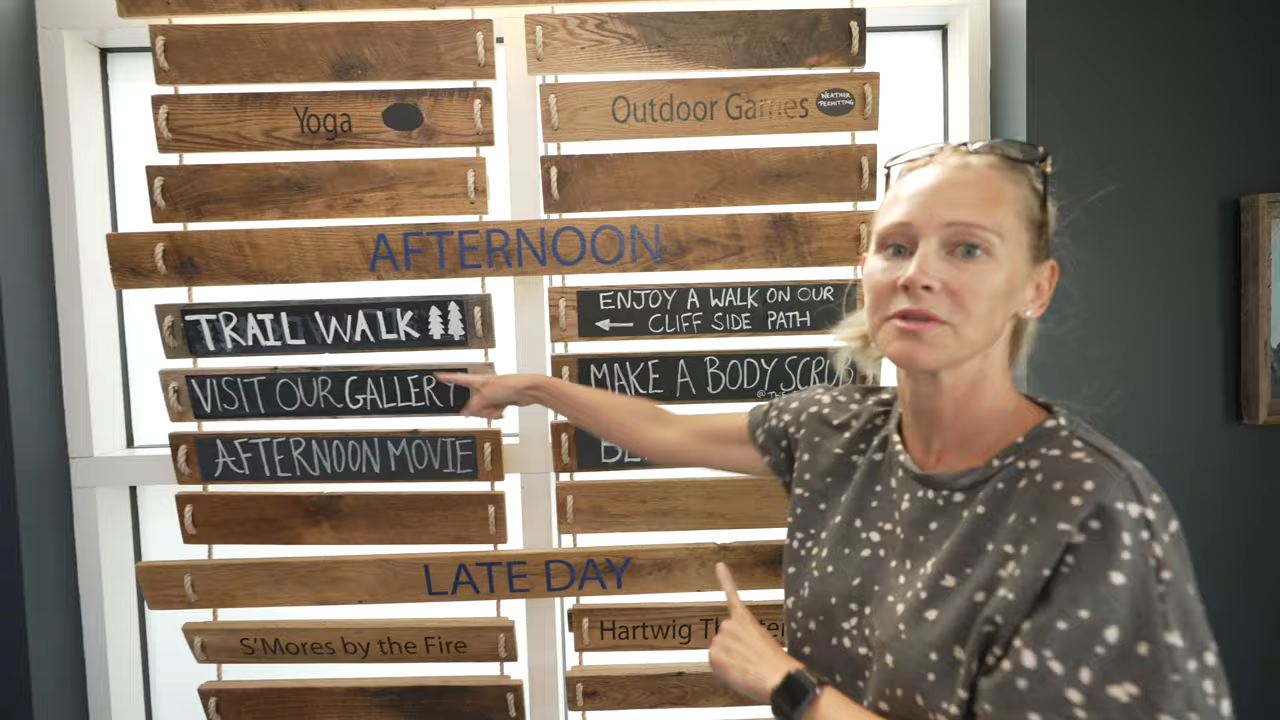 Yoga
Outdoor Games
WEATHER
PERMITTING
AFTERNOON
TRAIL WALK
VISIT OUR GALLERY
AFTERNOON MOVIE
ENJOY A WALK ON OUR
← CLIFF SIDE PATH
MAKE A BODY SCRUB
LATE DAY
S'Mores by the Fire
Hartwig